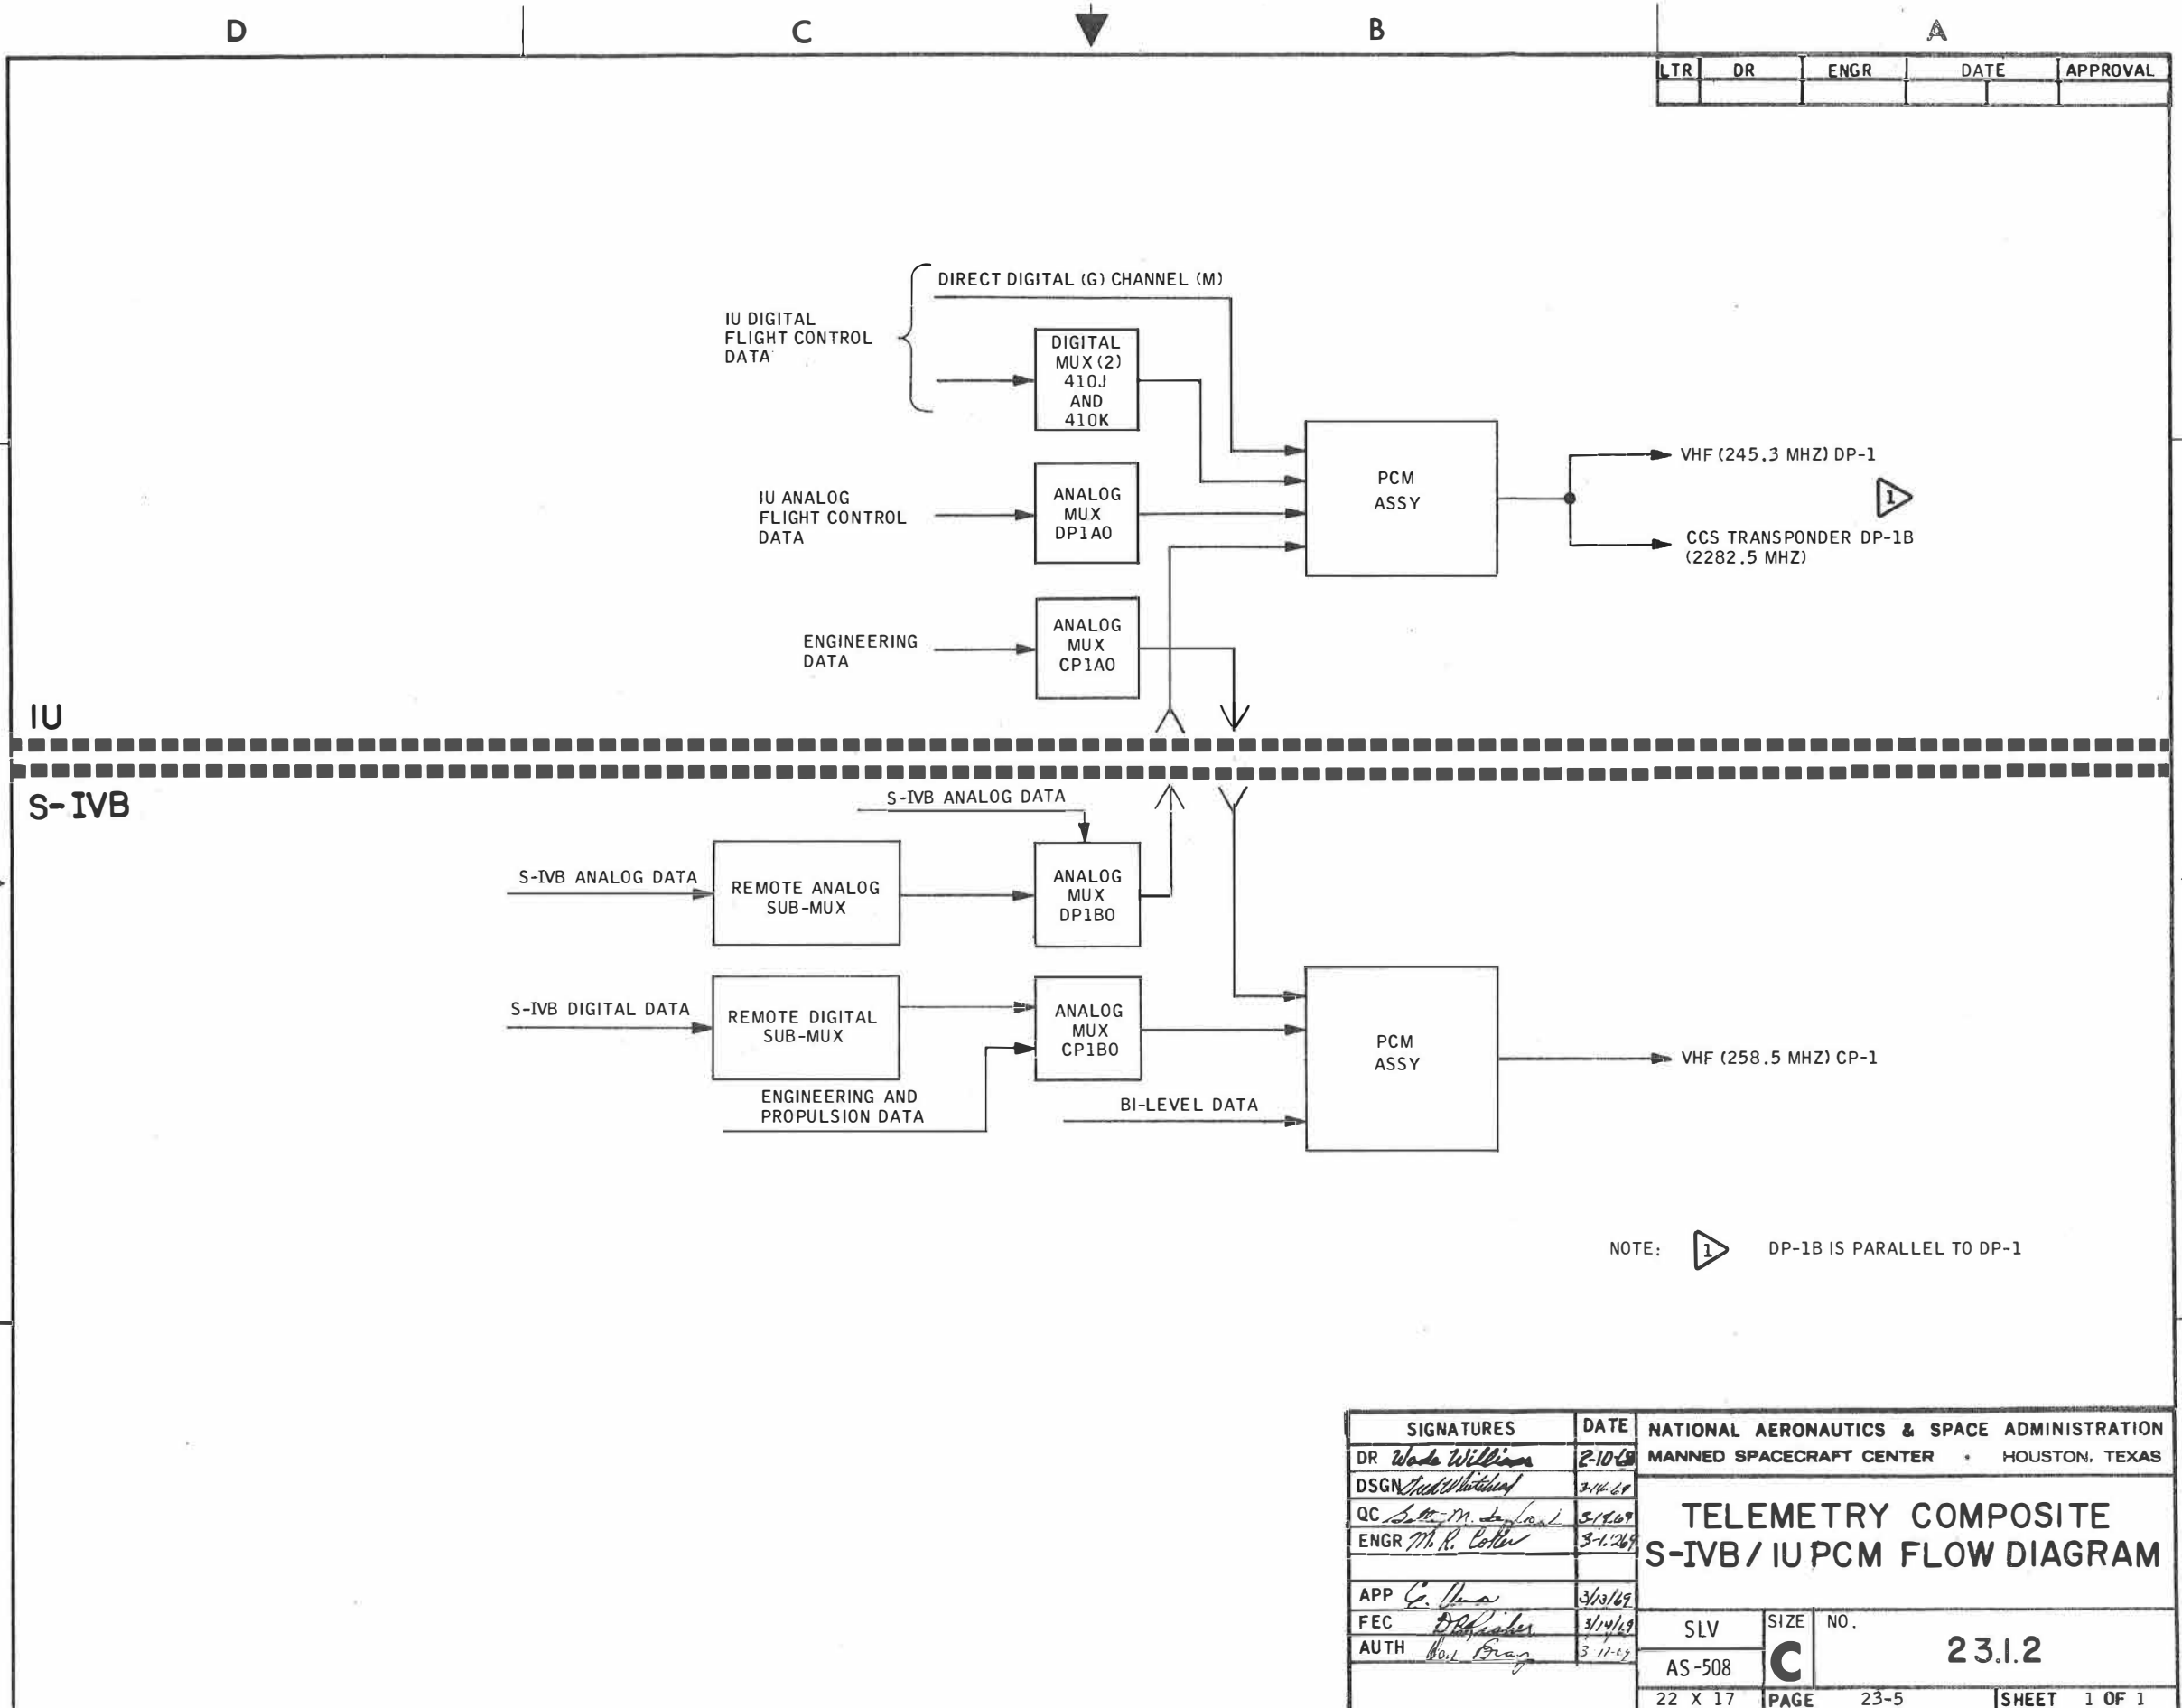 D C B A
LTR DR ENGR DATE APPROVAL
DIRECT DIGITAL (G) CHANNEL (M)
IU DIGITAL
FLIGHT CONTROL
DATA
DIGITAL
MUX (2)
410J
AND
410K
IU ANALOG
FLIGHT CONTROL
DATA
ANALOG
MUX
DP1A0
PCM
ASSY
VHF (245.3 MHZ) DP-1
1
CCS TRANSPONDER DP-1B
(2282.5 MHZ)
ENGINEERING
DATA
ANALOG
MUX
CP1A0
IU
S-IVB
S-IVB ANALOG DATA
S-IVB ANALOG DATA
REMOTE ANALOG
SUB-MUX
ANALOG
MUX
DP1B0
S-IVB DIGITAL DATA
REMOTE DIGITAL
SUB-MUX
ANALOG
MUX
CP1B0
ENGINEERING AND
PROPULSION DATA
BI-LEVEL DATA
PCM
ASSY
VHF (258.5 MHZ) CP-1
NOTE: 1 DP-1B IS PARALLEL TO DP-1
SIGNATURES DATE
DR Wade Williams
DSGN Fred Whitehead
QC
ENGR M. R.
APP 3/13/69
FEC 3/14/69
AUTH
NATIONAL AERONAUTICS & SPACE ADMINISTRATION
MANNED SPACECRAFT CENTER • HOUSTON, TEXAS
TELEMETRY COMPOSITE
S-IVB / IU PCM FLOW DIAGRAM
SLV
AS-508
SIZE
C
NO.
23.1.2
22 X 17 PAGE 23-5 SHEET 1 OF 1